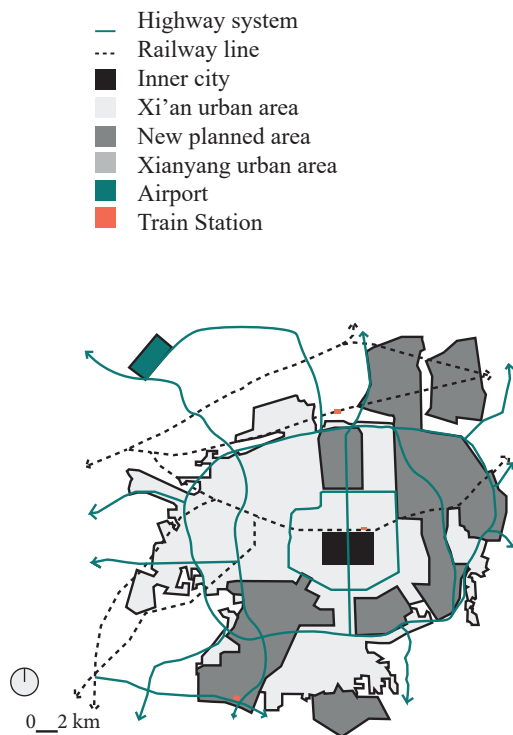 Highway system
Railway line
Inner city
Xi’an urban area
New planned area
Xianyang urban area
Airport
Train Station
0 2 km